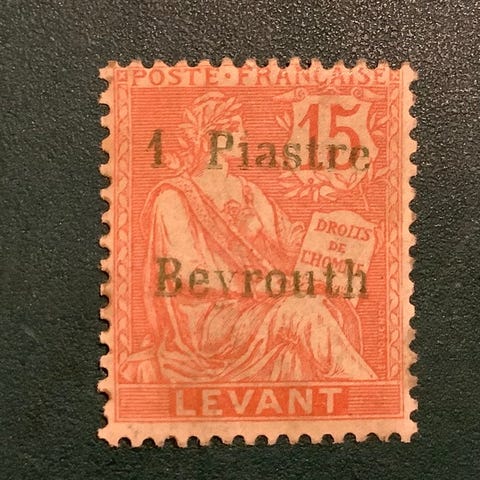 POSTE FRANÇAISE
15
1 Piastre
DROITS
DE
L'HOMME
Beyrouth
LEVANT